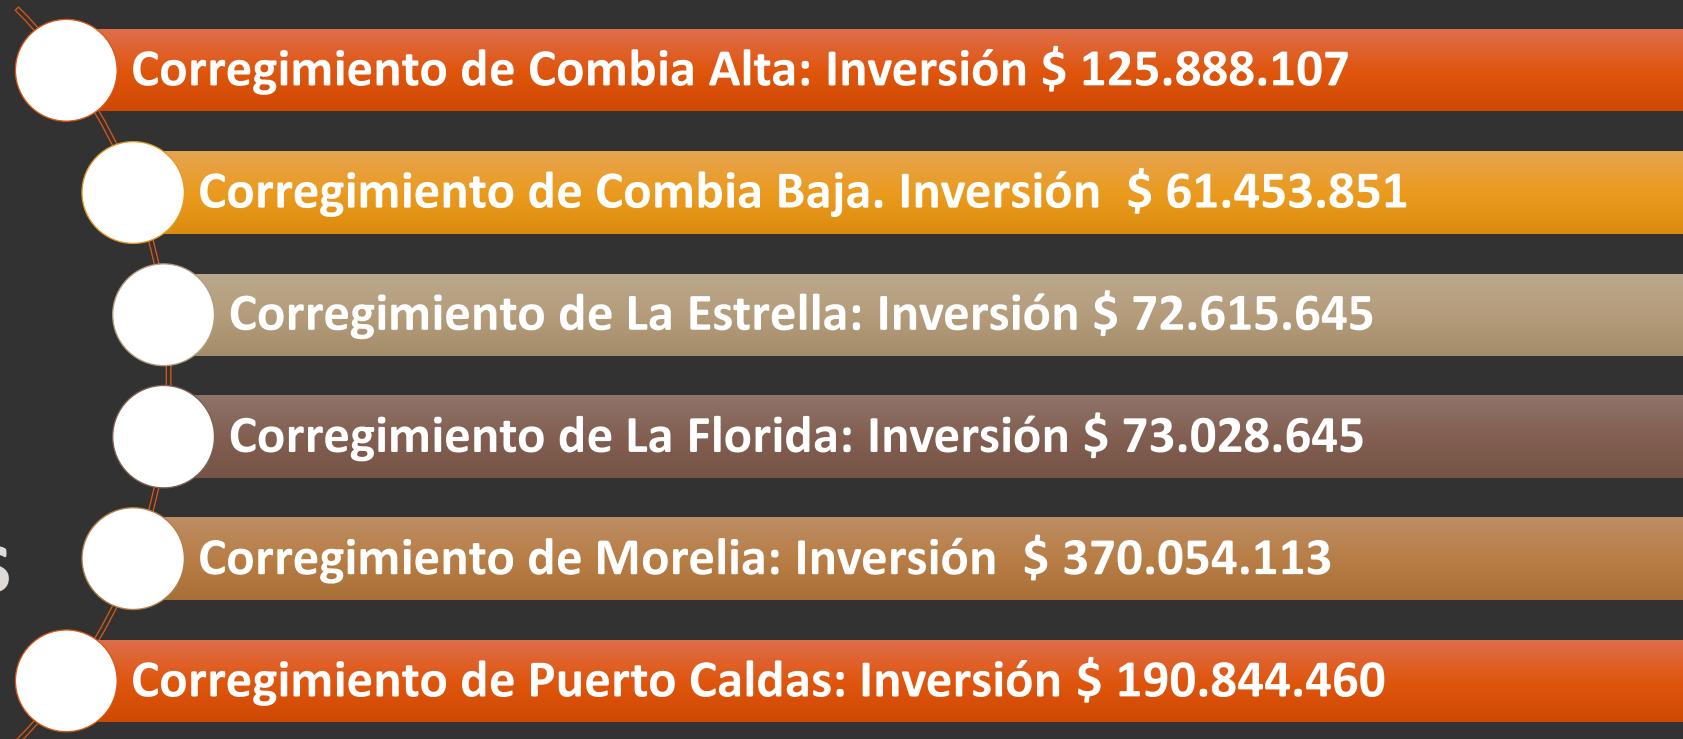 Corregimiento de Combia Alta: Inversión $ 125.888.107
Corregimiento de Combia Baja. Inversión $ 61.453.851
Corregimiento de La Estrella: Inversión $ 72.615.645
Corregimiento de La Florida: Inversión $ 73.028.645
Corregimiento de Morelia: Inversión $ 370.054.113
Corregimiento de Puerto Caldas: Inversión $ 190.844.460